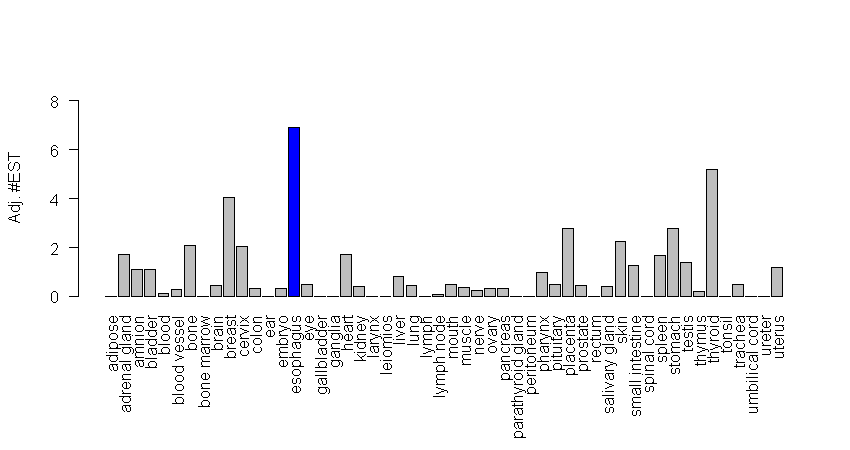 Adj. #EST
8
6
4
2
0
adipose
adrenal gland
amnion
bladder
blood
blood vessel
bone
bone marrow
brain
breast
cervix
colon
ear
embryo
esophagus
eye
gallbladder
ganglia
heart
kidney
larynx
leiomios
liver
lung
lymph
lymph node
mouth
muscle
nerve
ovary
pancreas
parathyroid gland
peritoneum
pharynx
pituitary
placenta
prostate
rectum
salivary gland
skin
small intestine
spinal cord
spleen
stomach
testis
thymus
thyroid
tonsil
trachea
umbilical cord
ureter
uterus